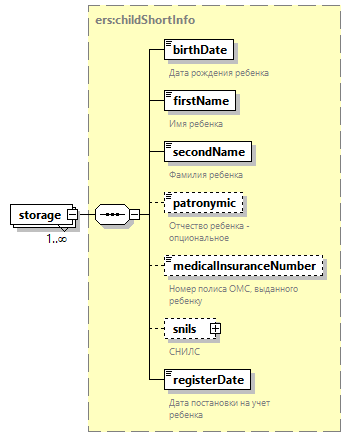 ers:childShortInfo
birthDate
Дата рождения ребенка
firstName
Имя ребенка
secondName
Фамилия ребенка
storage
1..∞
patronymic
Отчество ребенка -
опциональное
medicalInsuranceNumber
Номер полиса ОМС, выданного
ребенку
snils
СНИЛС
registerDate
Дата постановки на учет
ребенка